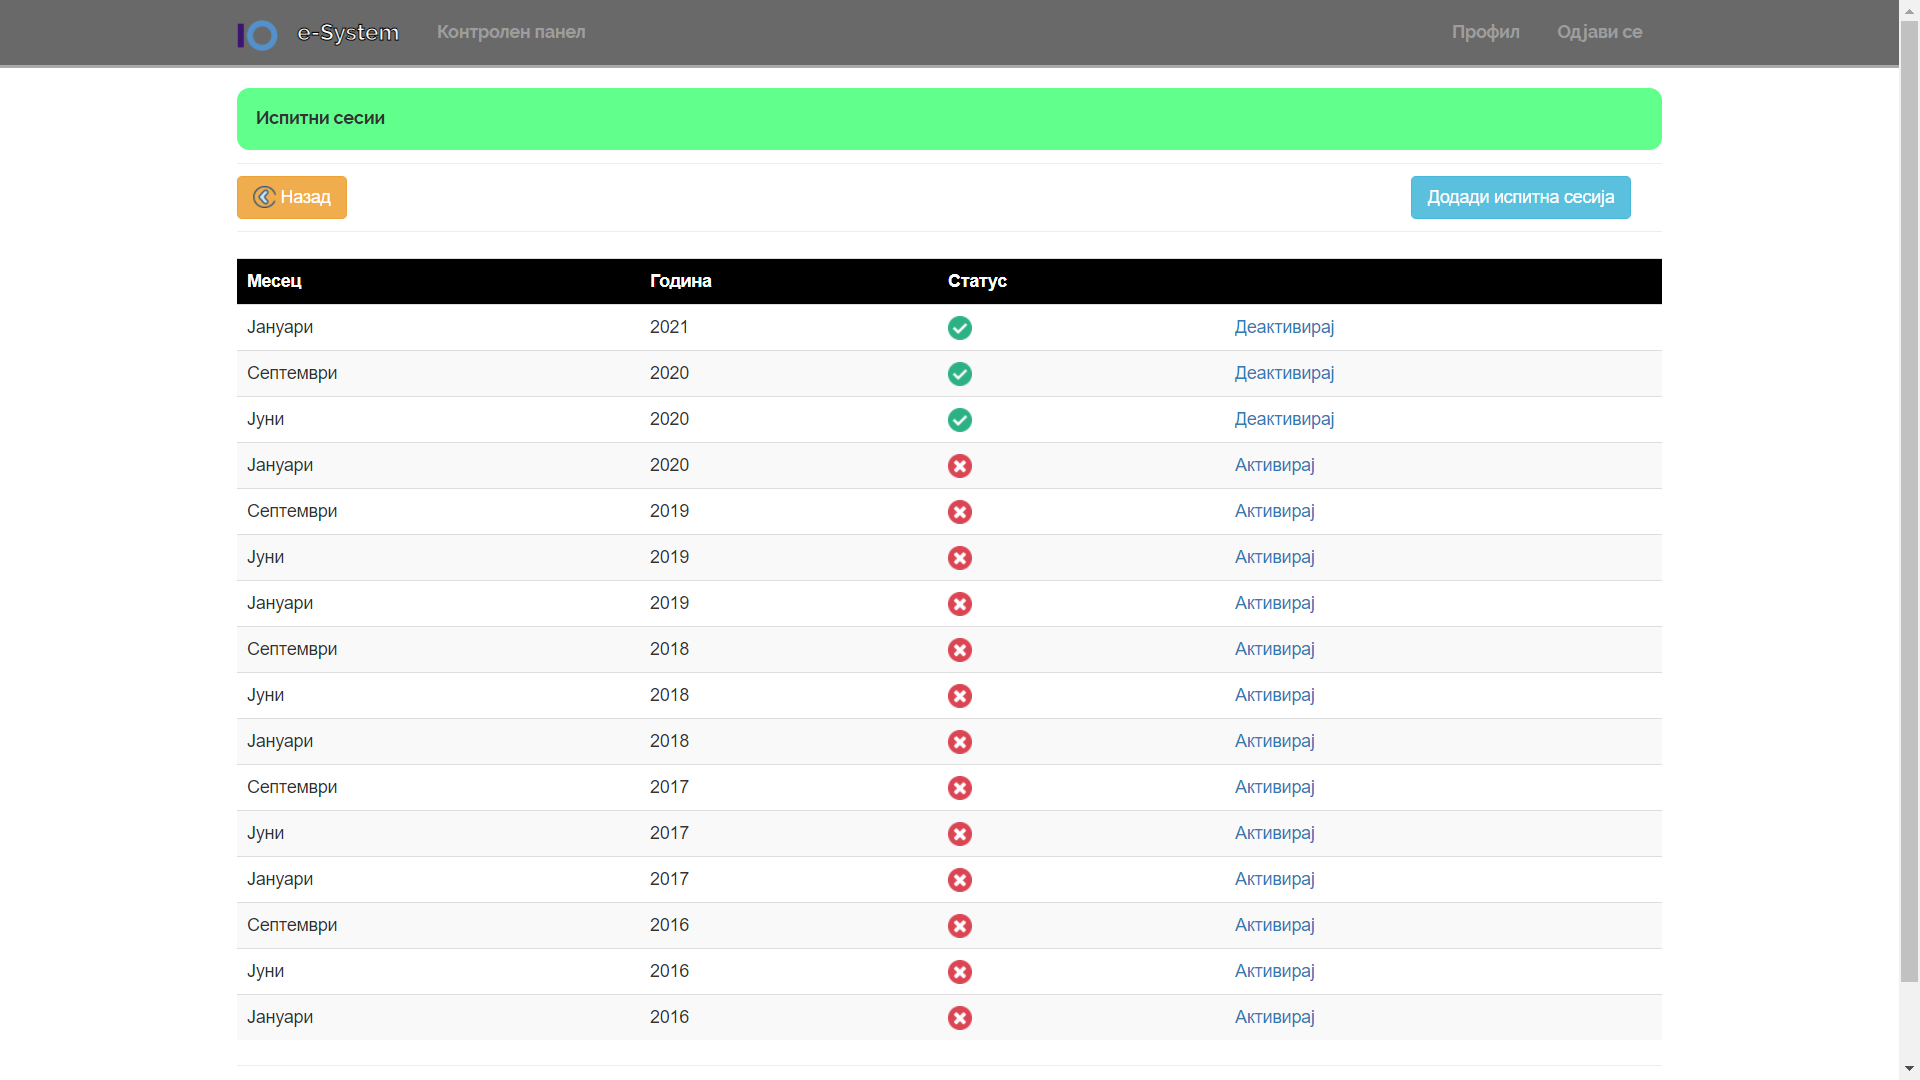 e-System Контролен панел Профил Одјави се
Испитни сесии
Назад Додади испитна сесија
Месец Година Статус
Јануари 2021 Деактивирај
Септември 2020 Деактивирај
Јуни 2020 Деактивирај
Јануари 2020 Активирај
Септември 2019 Активирај
Јуни 2019 Активирај
Јануари 2019 Активирај
Септември 2018 Активирај
Јуни 2018 Активирај
Јануари 2018 Активирај
Септември 2017 Активирај
Јуни 2017 Активирај
Јануари 2017 Активирај
Септември 2016 Активирај
Јуни 2016 Активирај
Јануари 2016 Активирај